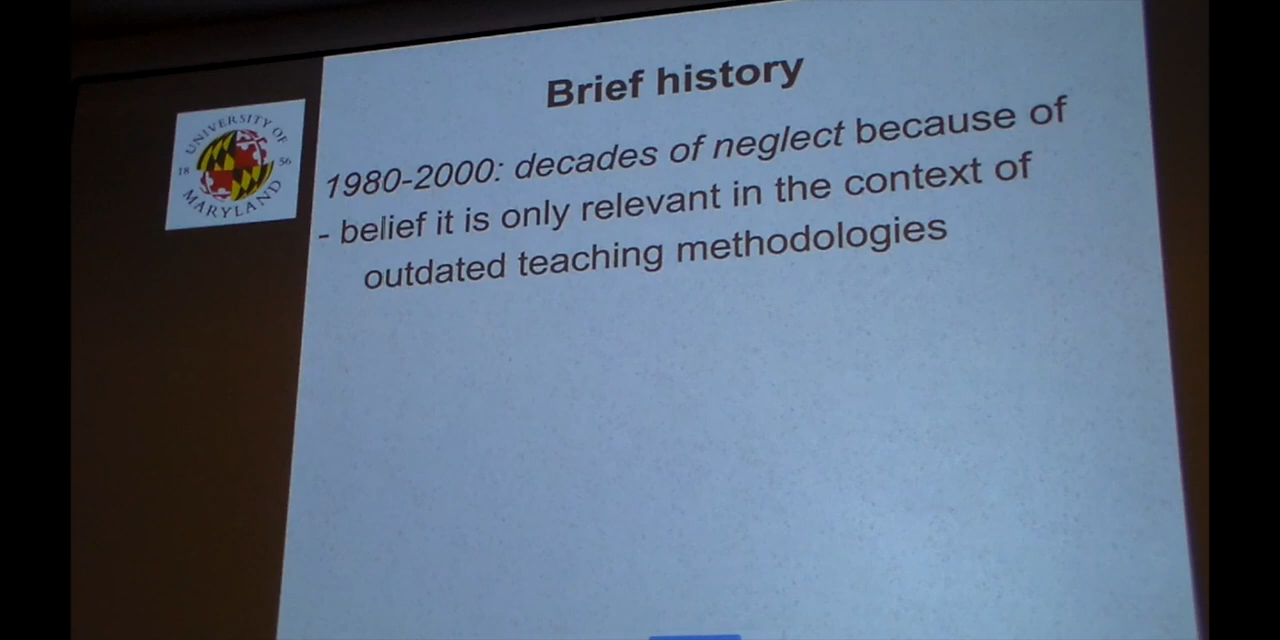 Brief history
UNIVERSITY OF
18 56
MARYLAND
1980-2000: decades of neglect because of
- belief it is only relevant in the context of
outdated teaching methodologies